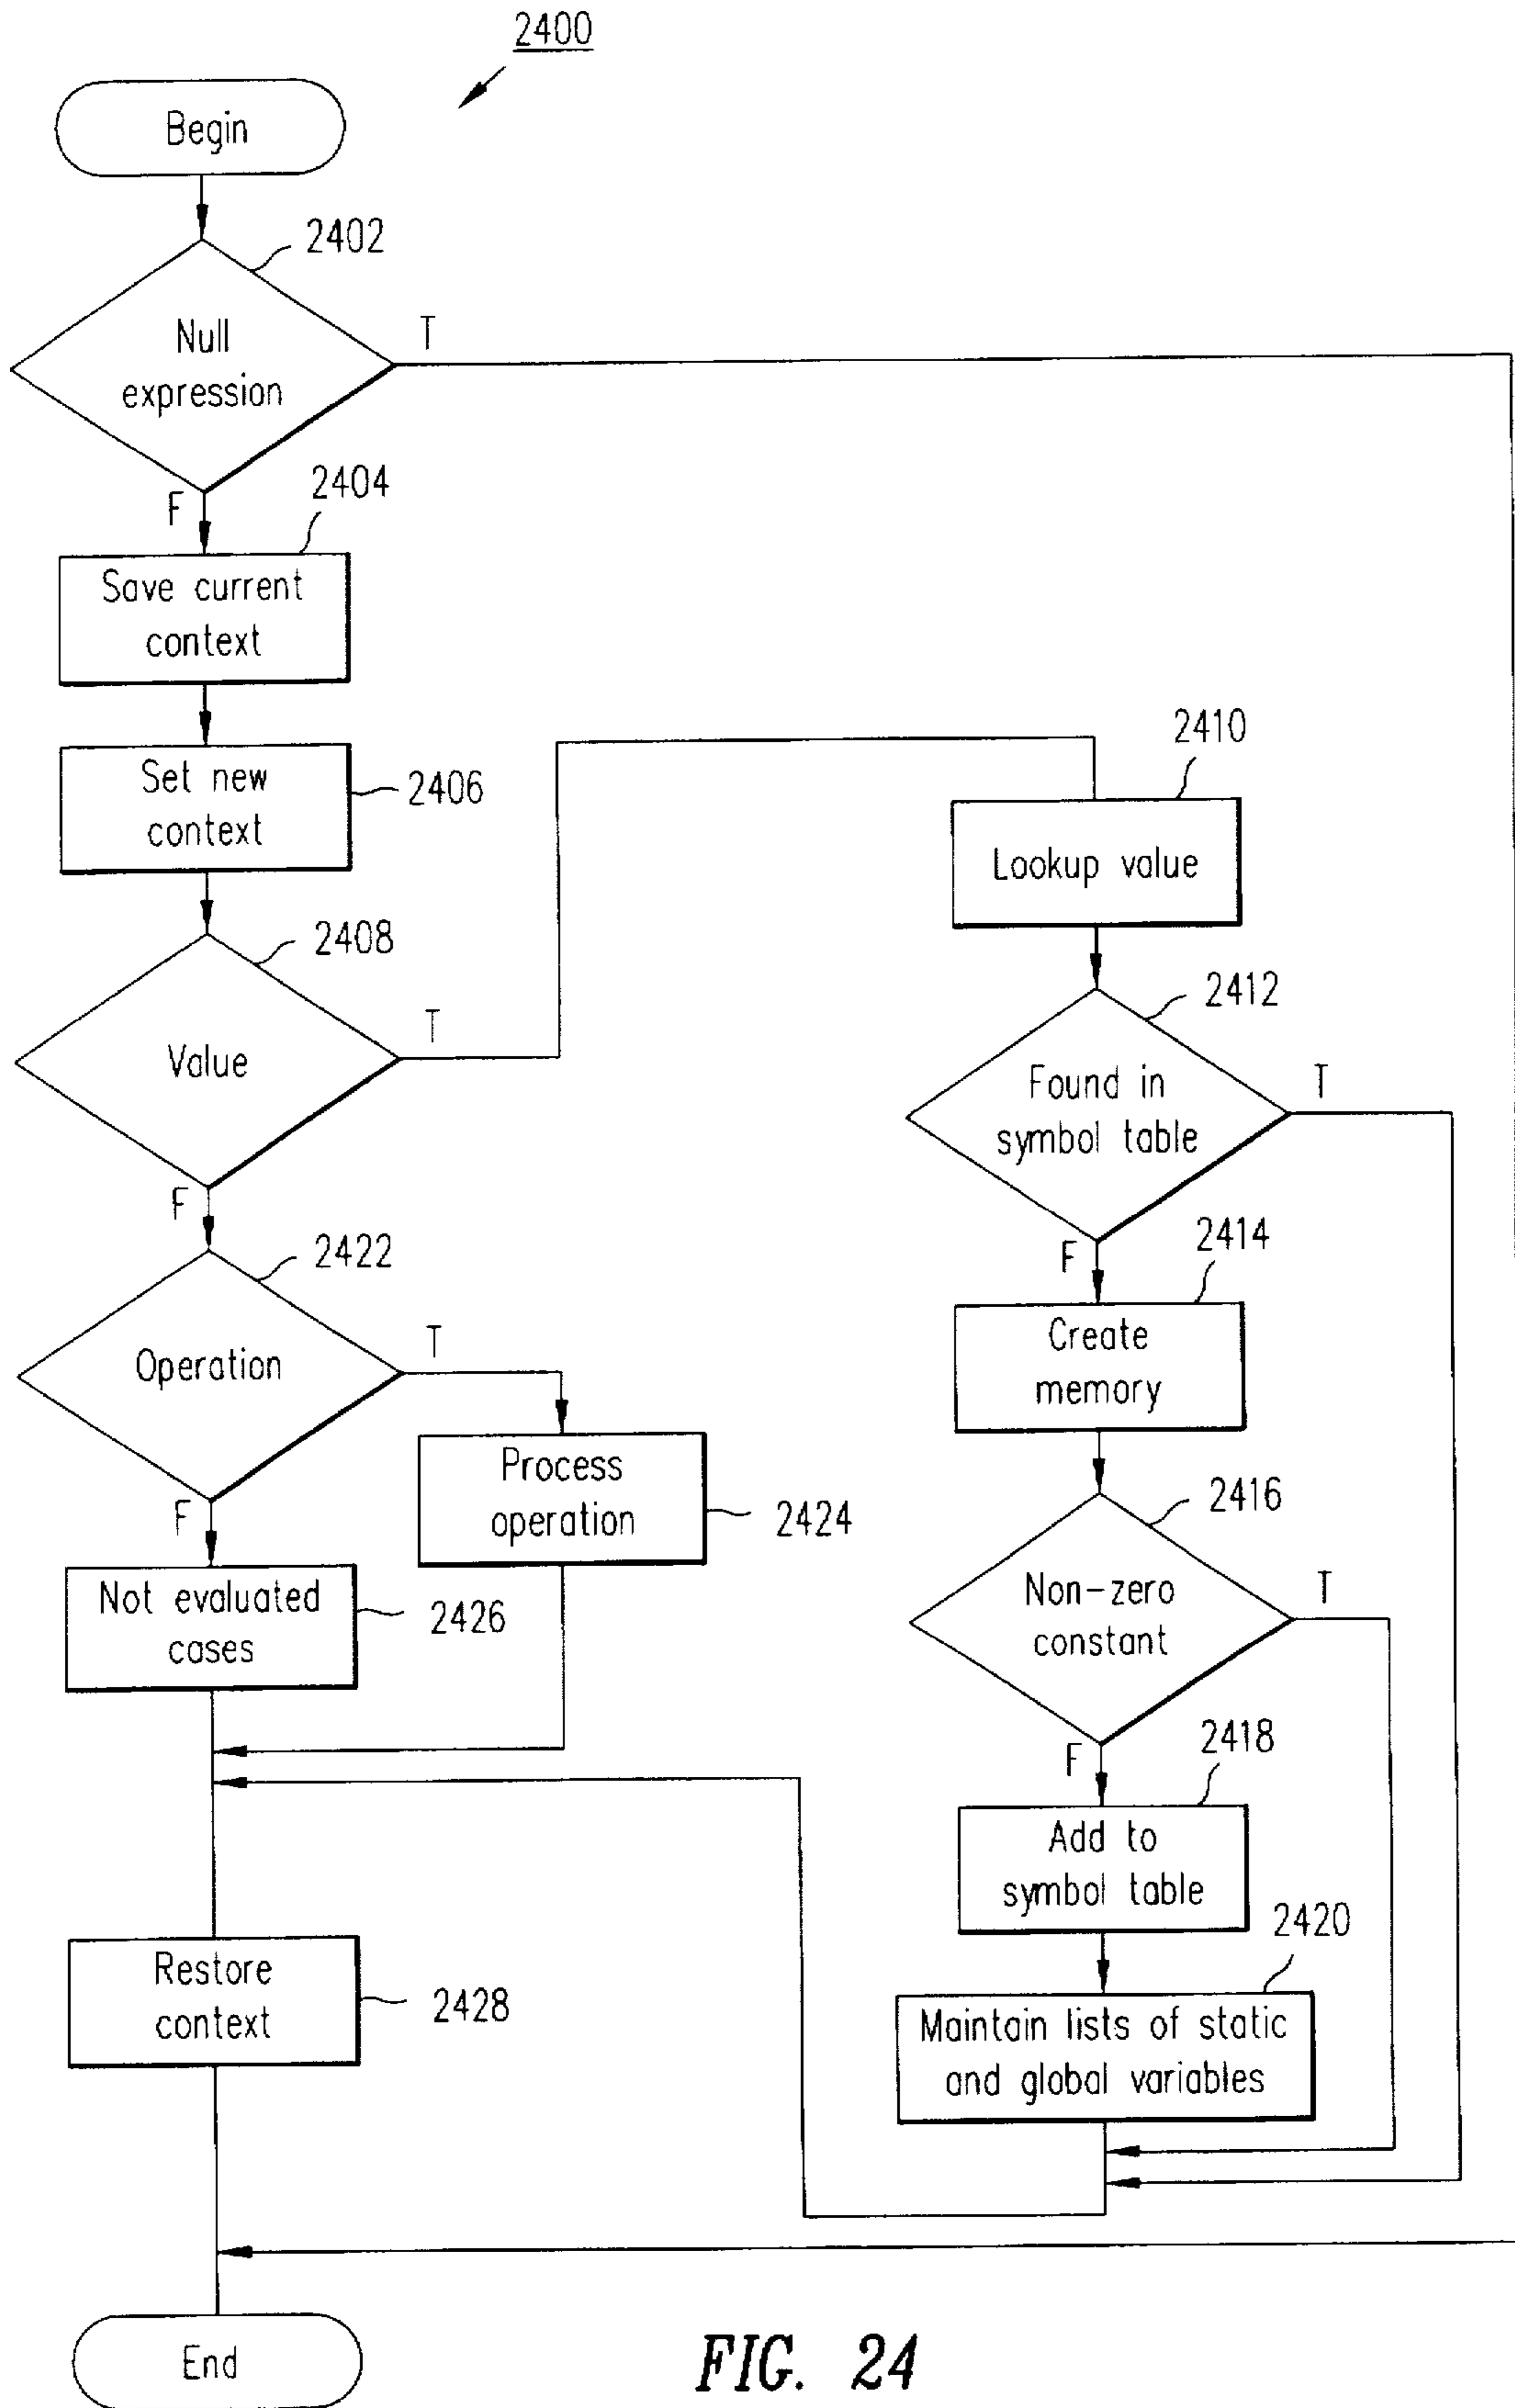 2400
Begin
2402
Null
expression
T
F
2404
Save current
context
Set new
context
2406
2408
Value
T
F
2410
Lookup value
2412
Found in
symbol table
T
F
2414
Create
memory
2416
Non-zero
constant
T
F
2418
Add to
symbol table
2420
Maintain lists of static
and global variables
2422
Operation
T
F
Process
operation
2424
Not evaluated
cases
2426
Restore
context
2428
End
FIG. 24